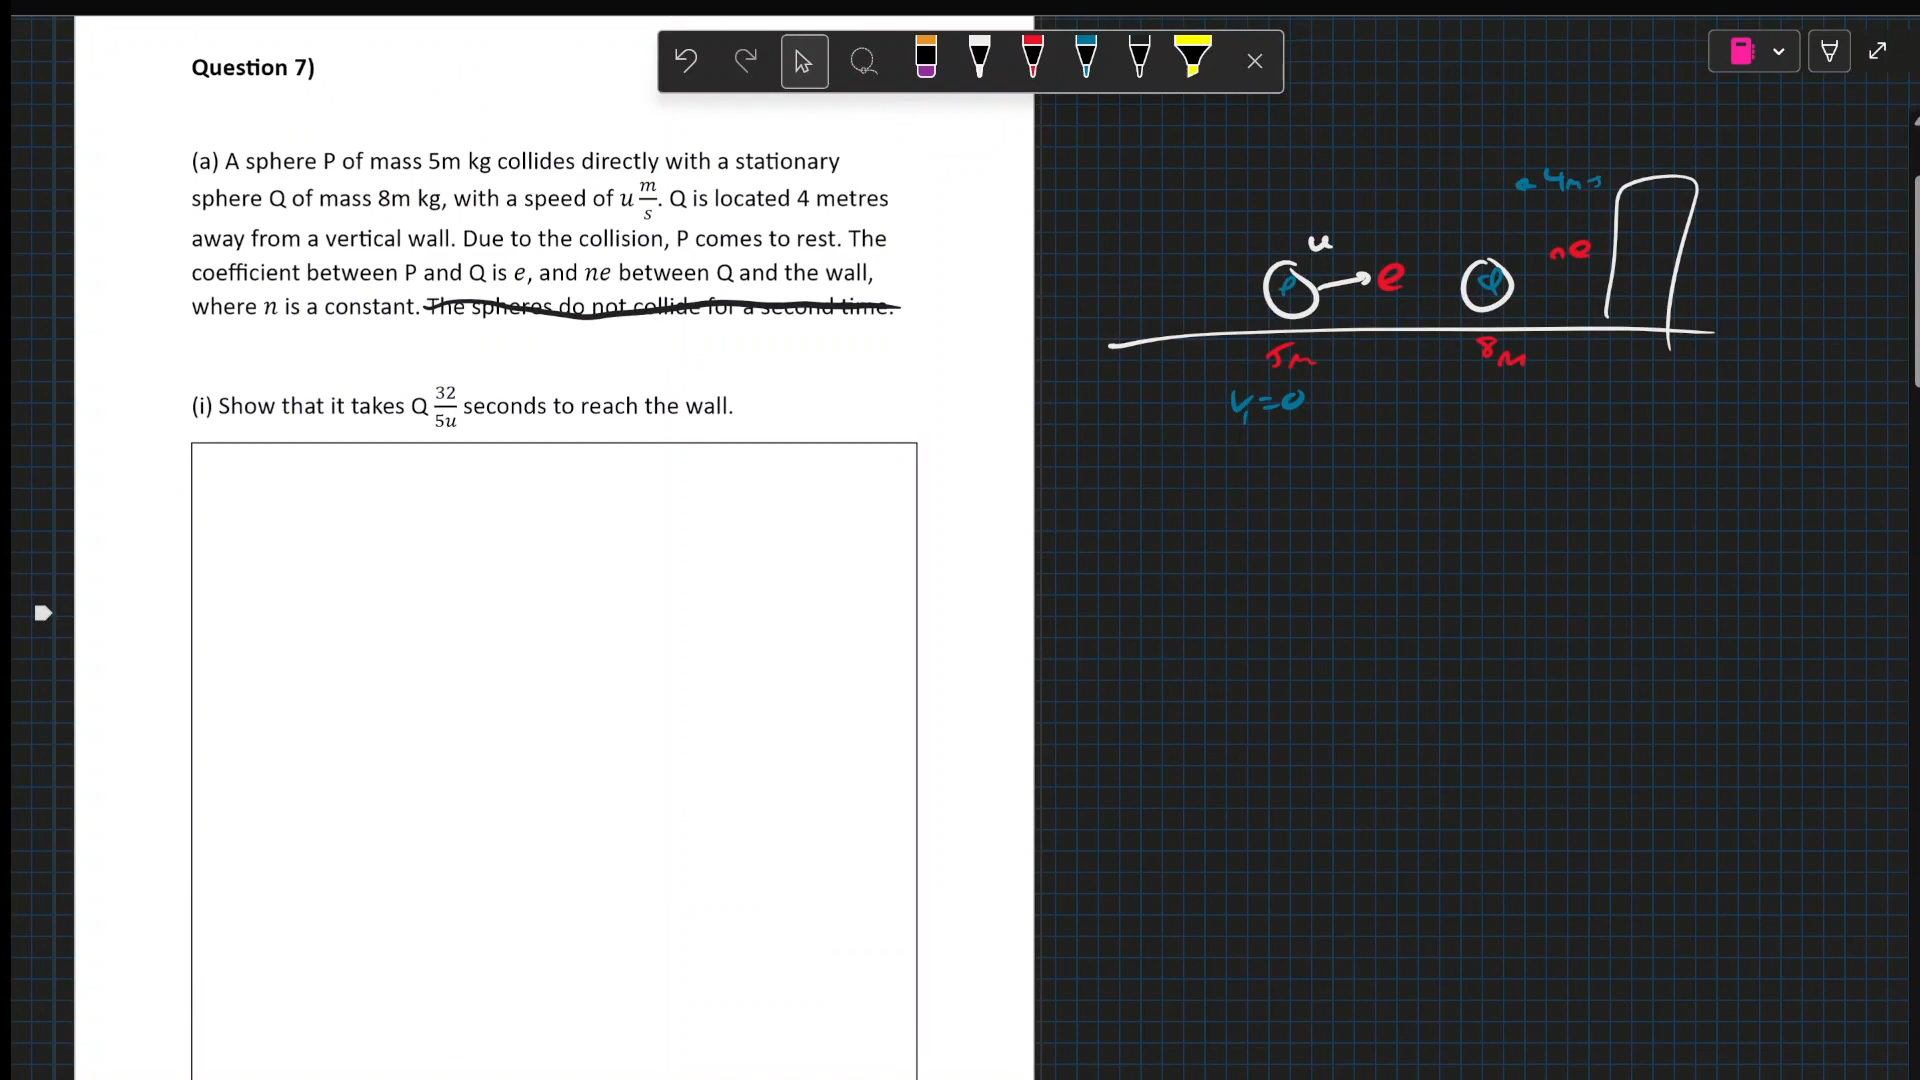 Question 7)
(a) A sphere P of mass 5m kg collides directly with a stationary
sphere Q of mass 8m kg, with a speed of u m/s. Q is located 4 metres
away from a vertical wall. Due to the collision, P comes to rest. The
coefficient between P and Q is e, and ne between Q and the wall,
where n is a constant. The spheres do not collide for a second time.
(i) Show that it takes Q 32/5u seconds to reach the wall.
4m
u
ne
P
e
Q
5m
8m
V₁=0